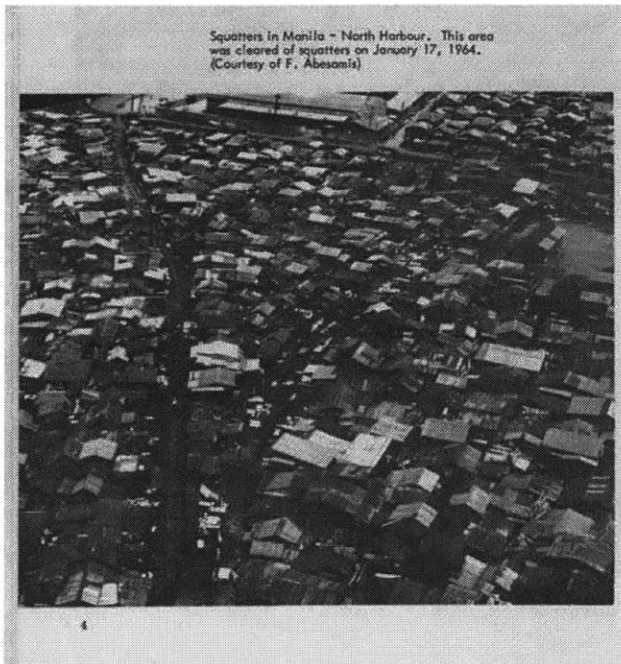 Squatters in Manila - North Harbour. This area
was cleared of squatters on January 17, 1964.
(Courtesy of F. Abesamis)
4